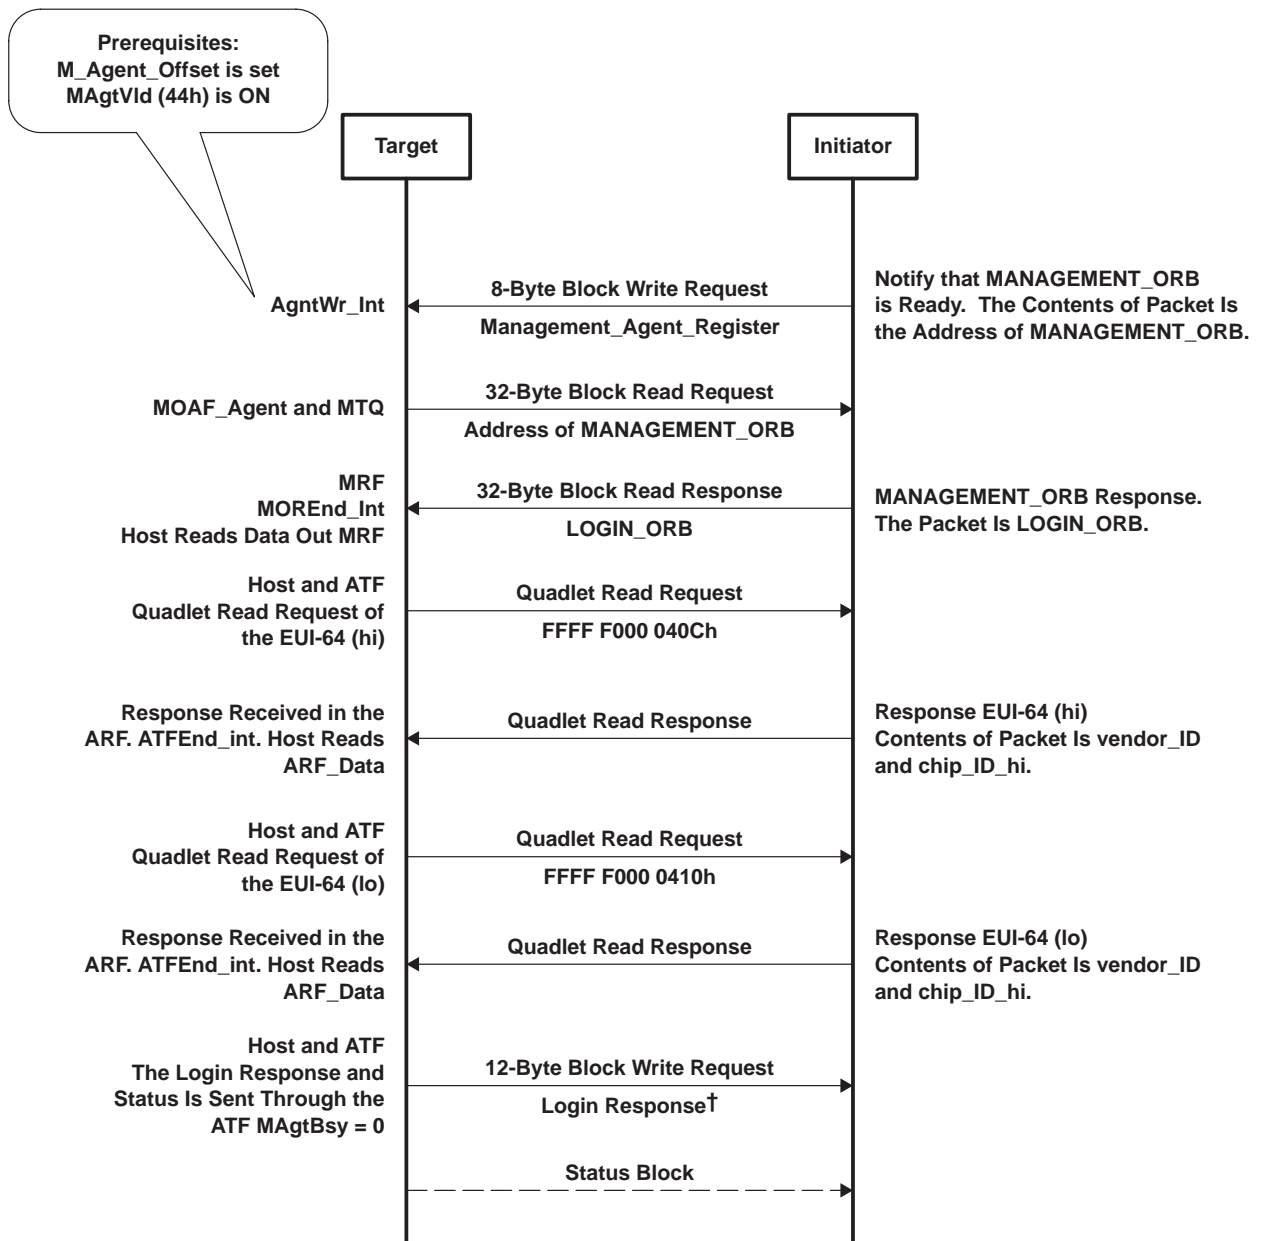 Prerequisites:
M_Agent_Offset is set
MAgtVld (44h) is ON
Target
Initiator
AgntWr_Int
8-Byte Block Write Request
Management_Agent_Register
Notify that MANAGEMENT_ORB
is Ready. The Contents of Packet Is
the Address of MANAGEMENT_ORB.
MOAF_Agent and MTQ
32-Byte Block Read Request
Address of MANAGEMENT_ORB
MRF
MOREnd_Int
Host Reads Data Out MRF
32-Byte Block Read Response
LOGIN_ORB
MANAGEMENT_ORB Response.
The Packet Is LOGIN_ORB.
Host and ATF
Quadlet Read Request of
the EUI-64 (hi)
Quadlet Read Request
FFFF F000 040Ch
Response Received in the
ARF. ATFEnd_int. Host Reads
ARF_Data
Quadlet Read Response
Response EUI-64 (hi)
Contents of Packet Is vendor_ID
and chip_ID_hi.
Host and ATF
Quadlet Read Request of
the EUI-64 (lo)
Quadlet Read Request
FFFF F000 0410h
Response Received in the
ARF. ATFEnd_int. Host Reads
ARF_Data
Quadlet Read Response
Response EUI-64 (lo)
Contents of Packet Is vendor_ID
and chip_ID_hi.
Host and ATF
The Login Response and
Status Is Sent Through the
ATF MAgtBsy = 0
12-Byte Block Write Request
Login Response†
Status Block